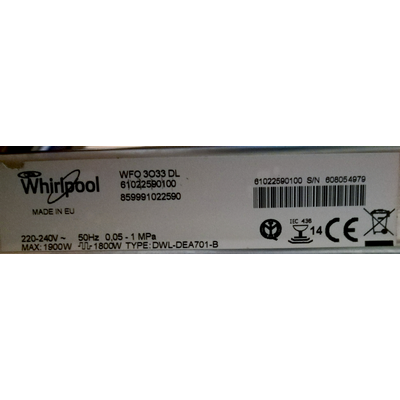 Whirlpool
MADE IN EU
WFO 3O33 DL
61022590100
859991022590
61022590100 S/N 608054979
IEC 436
14
220-240V ~ 50Hz 0,05 - 1 MPa
MAX: 1900W 1800W TYPE: DWL-DEA701-B